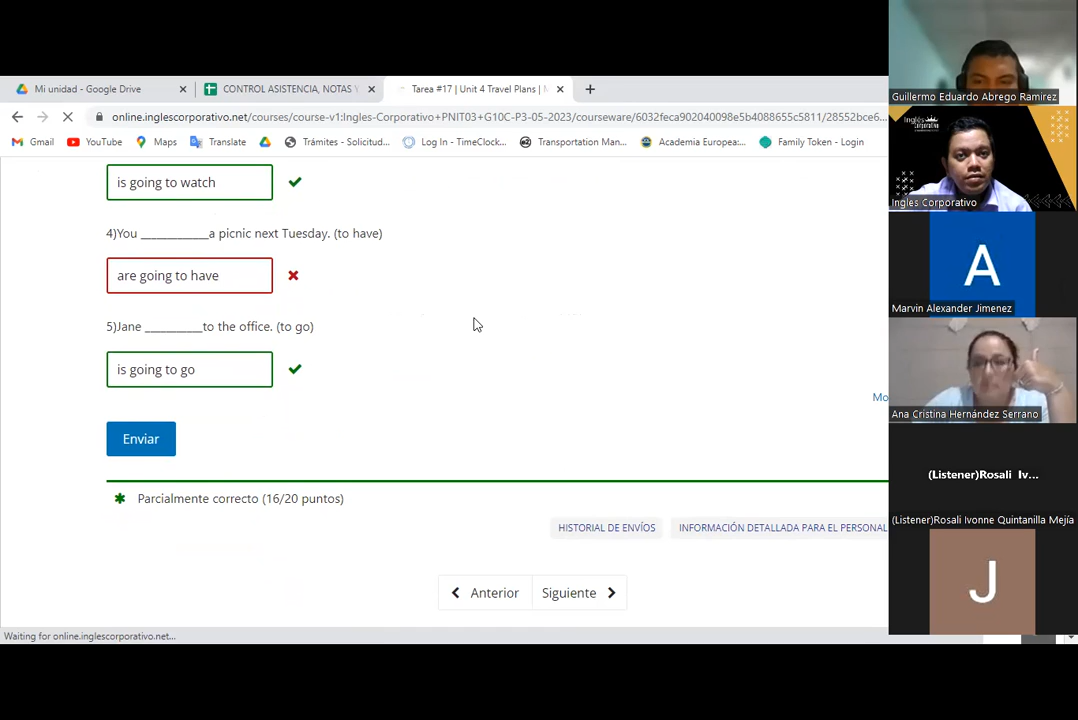 Mi unidad - Google Drive
CONTROL ASISTENCIA, NOTAS Y
Tarea #17 | Unit 4 Travel Plans | M
online.inglescorporativo.net/courses/course-v1:Ingles-Corporativo+PNIT03+G10C-P3-05-2023/courseware/6032feca902040098e5b4088655c5811/28552bce6...
Gmail
YouTube
Maps
Translate
Trámites - Solicitud...
Log In - TimeClock...
Transportation Man...
Academia Europea:...
Family Token - Login
is going to watch
4)You ____________a picnic next Tuesday. (to have)
are going to have
5)Jane __________to the office. (to go)
is going to go
Mo
Enviar
Parcialmente correcto (16/20 puntos)
HISTORIAL DE ENVÍOS
INFORMACIÓN DETALLADA PARA EL PERSONAL
Anterior
Siguiente
Waiting for online.inglescorporativo.net...
Guillermo Eduardo Abrego Ramirez
Inglés
Corporativo
Ingles Corporativo
A
Marvin Alexander Jimenez
Ana Cristina Hernández Serrano
(Listener)Rosali Iv...
(Listener)Rosali Ivonne Quintanilla Mejía
J